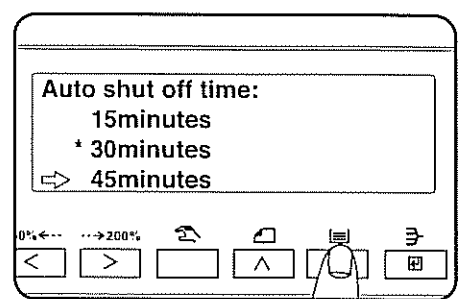 Auto shut off time:
15minutes
* 30minutes
⇨ 45minutes
0%←-- --→200%
< > ∧